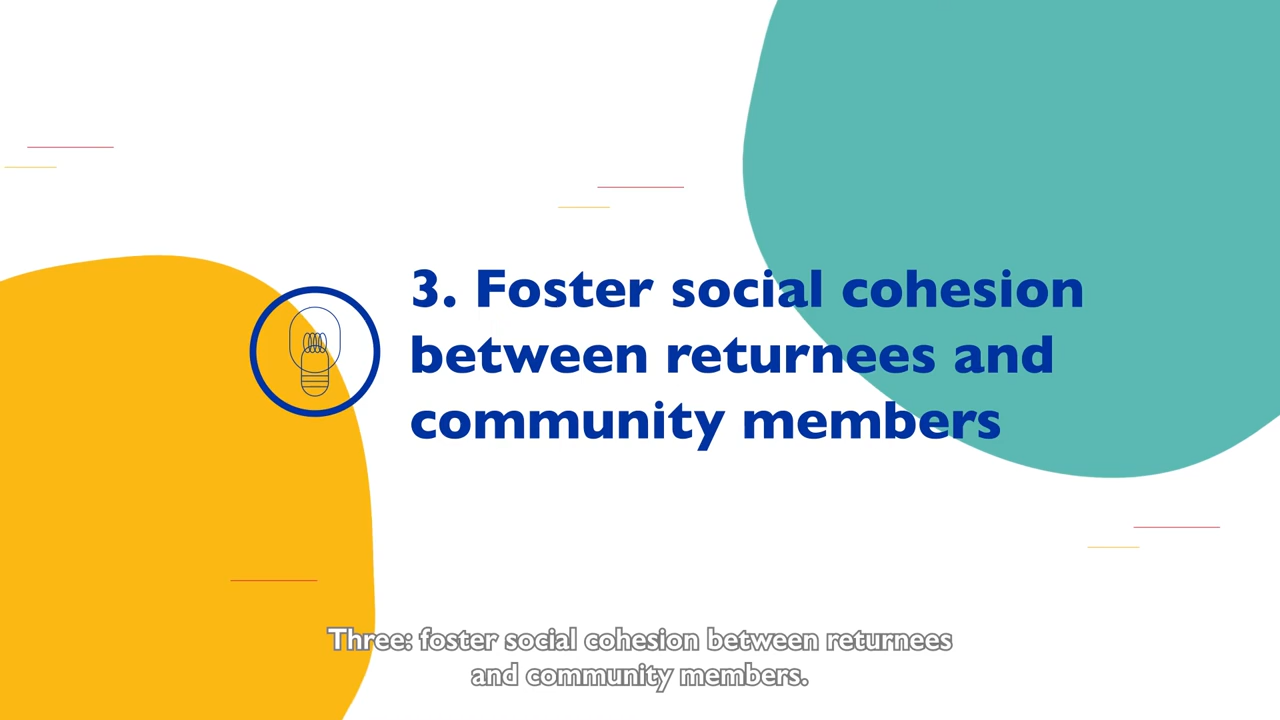 3. Foster social cohesion
between returnees and
community members
Three: foster social cohesion between returnees
and community members.